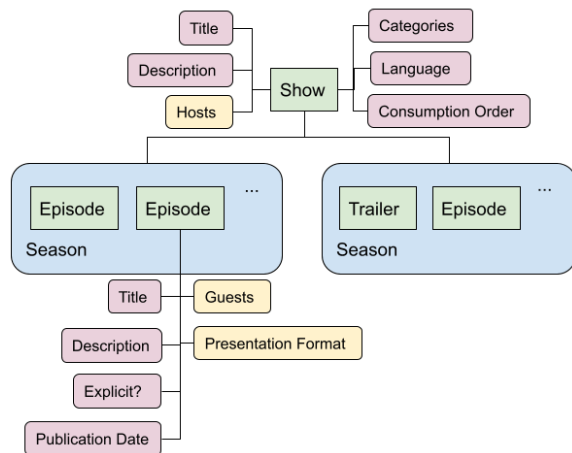 Title
Categories
Description
Language
Show
Hosts
Consumption Order
Episode
Episode
...
Season
Trailer
Episode
...
Season
Title
Guests
Description
Presentation Format
Explicit?
Publication Date